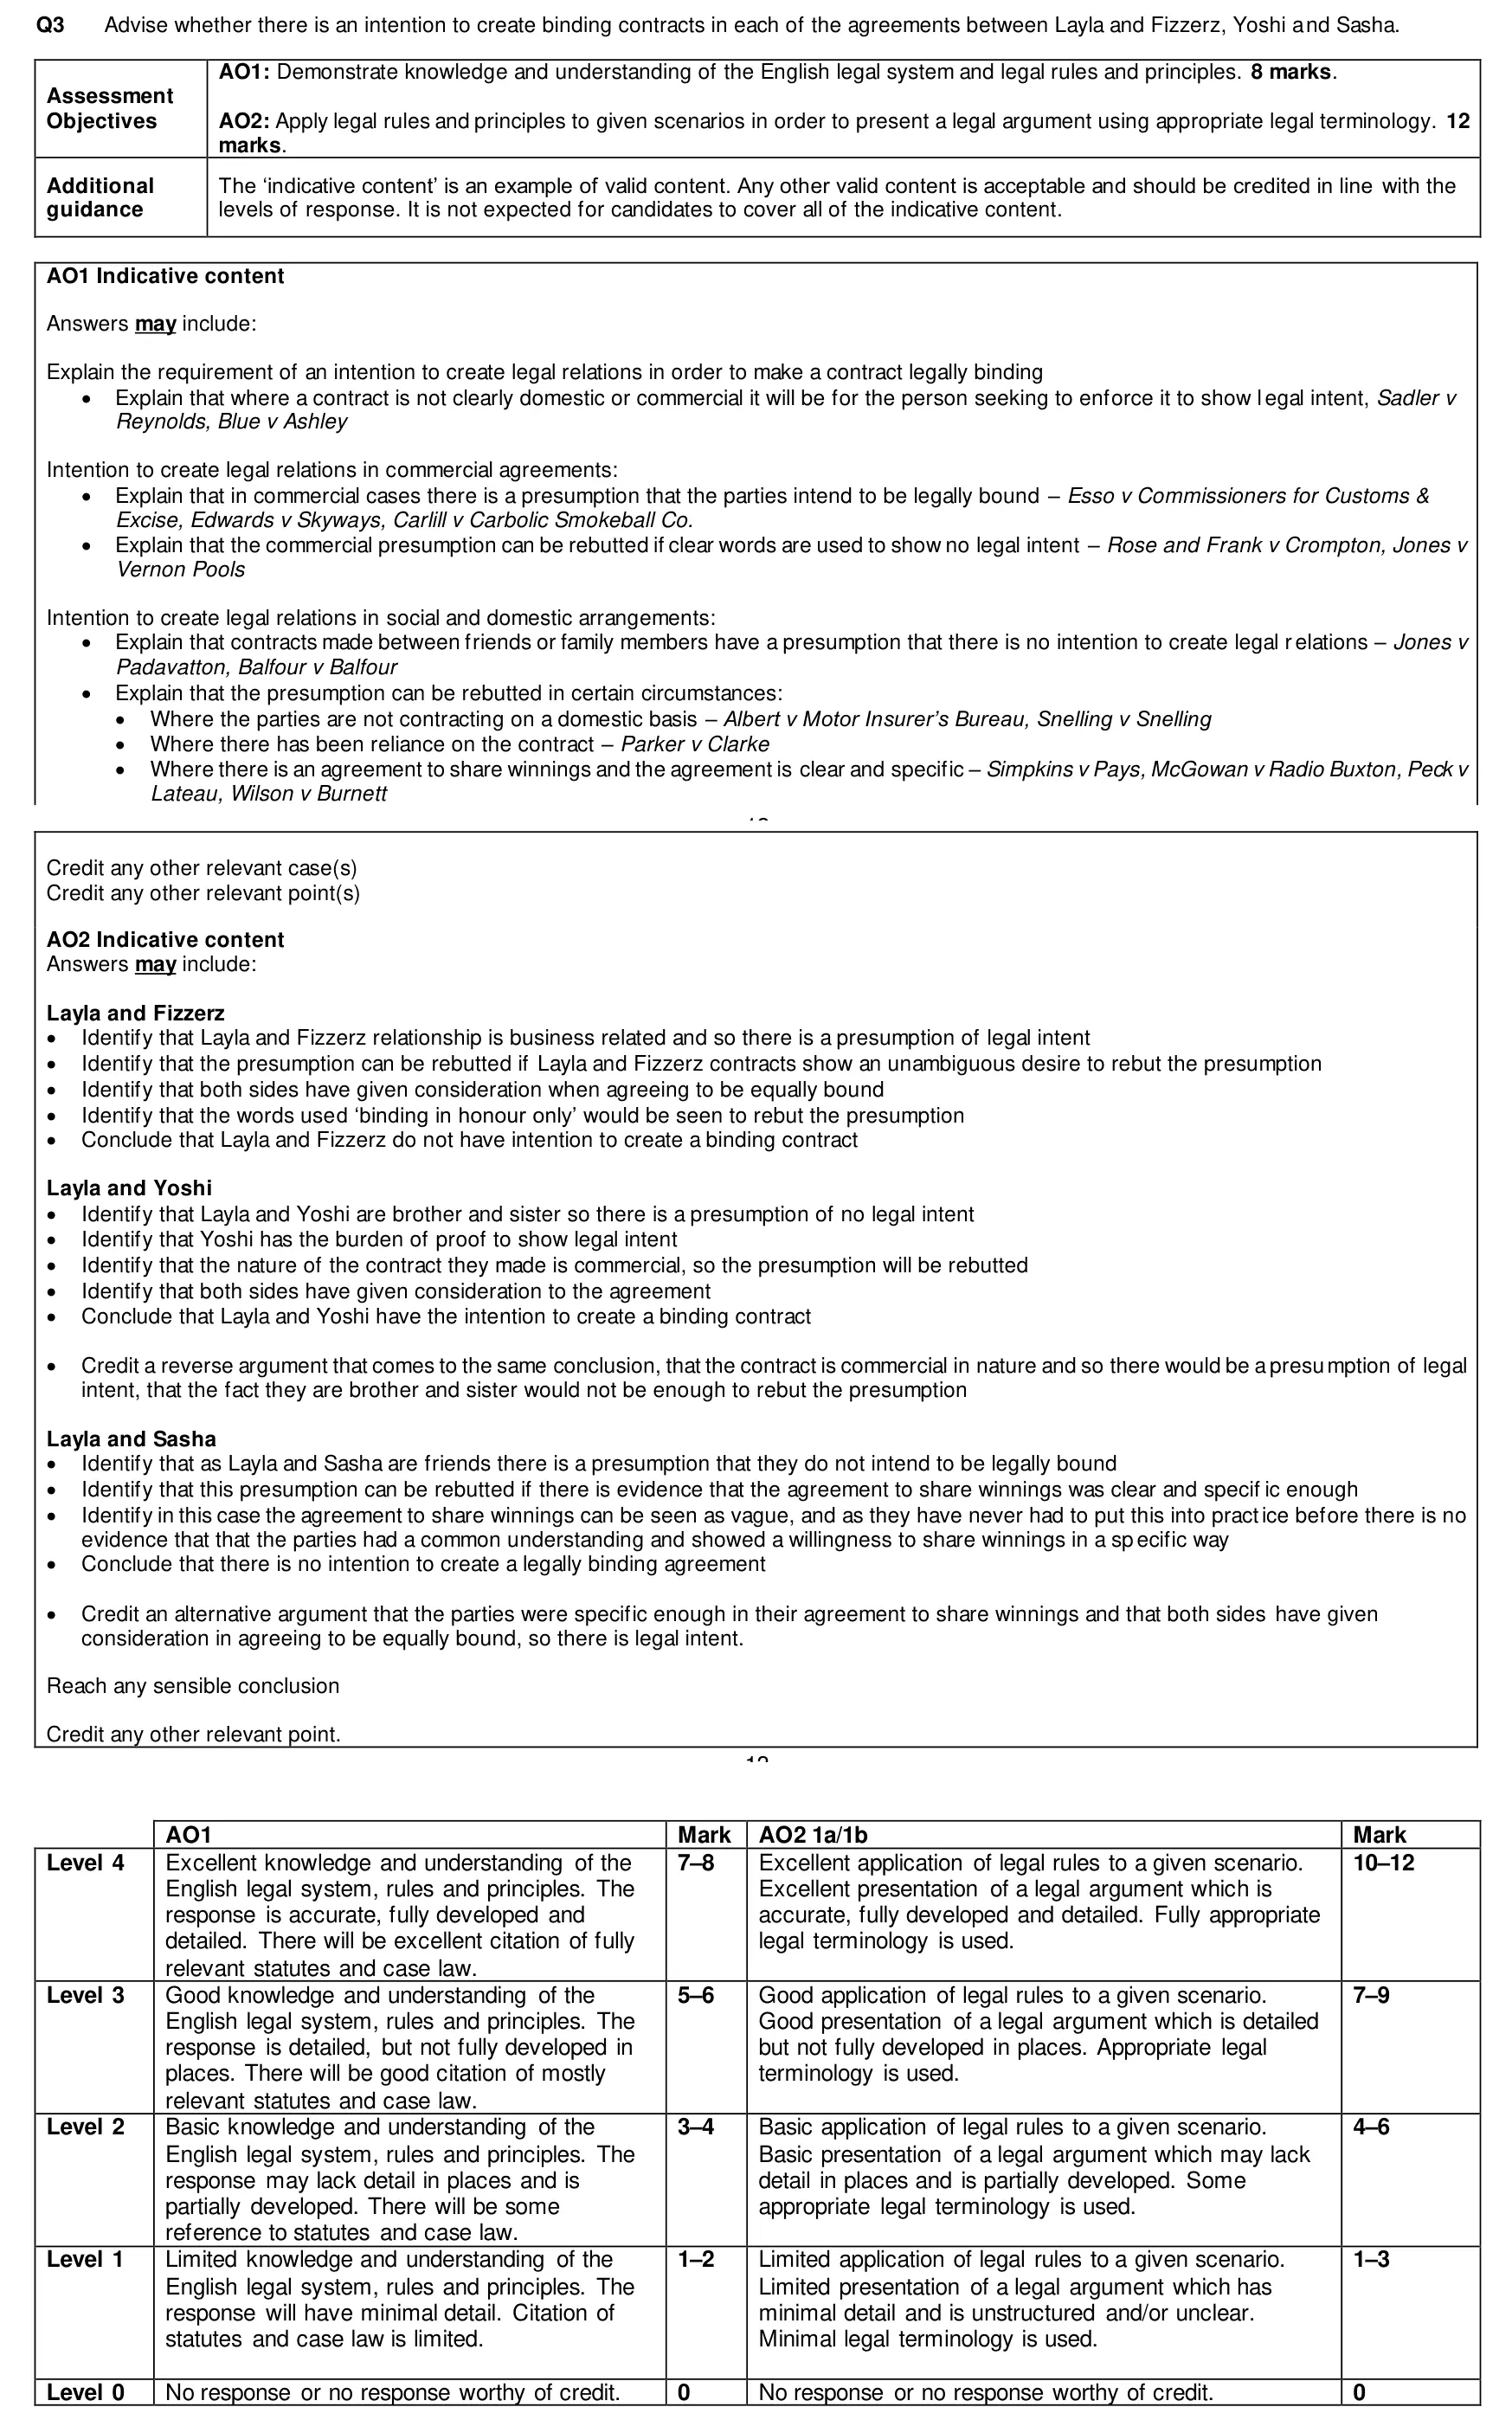 Q3 Advise whether there is an intention to create binding contracts in each of the agreements between Layla and Fizzerz, Yoshi and Sasha.
Assessment Objectives
AO1: Demonstrate knowledge and understanding of the English legal system and legal rules and principles. 8 marks.
AO2: Apply legal rules and principles to given scenarios in order to present a legal argument using appropriate legal terminology. 12
marks.
Additional guidance
The ‘indicative content’ is an example of valid content. Any other valid content is acceptable and should be credited in line with the
levels of response. It is not expected for candidates to cover all of the indicative content.
AO1 Indicative content
Answers may include:
Explain the requirement of an intention to create legal relations in order to make a contract legally binding
• Explain that where a contract is not clearly domestic or commercial it will be for the person seeking to enforce it to show legal intent, Sadler v
Reynolds, Blue v Ashley
Intention to create legal relations in commercial agreements:
• Explain that in commercial cases there is a presumption that the parties intend to be legally bound – Esso v Commissioners for Customs &
Excise, Edwards v Skyways, Carlill v Carbolic Smokeball Co.
• Explain that the commercial presumption can be rebutted if clear words are used to show no legal intent – Rose and Frank v Crompton, Jones v
Vernon Pools
Intention to create legal relations in social and domestic arrangements:
• Explain that contracts made between friends or family members have a presumption that there is no intention to create legal relations – Jones v
Padavatton, Balfour v Balfour
• Explain that the presumption can be rebutted in certain circumstances:
• Where the parties are not contracting on a domestic basis – Albert v Motor Insurer’s Bureau, Snelling v Snelling
• Where there has been reliance on the contract – Parker v Clarke
• Where there is an agreement to share winnings and the agreement is clear and specific – Simpkins v Pays, McGowan v Radio Buxton, Peck v
Lateau, Wilson v Burnett
Credit any other relevant case(s)
Credit any other relevant point(s)
AO2 Indicative content
Answers may include:
Layla and Fizzerz
• Identify that Layla and Fizzerz relationship is business related and so there is a presumption of legal intent
• Identify that the presumption can be rebutted if Layla and Fizzerz contracts show an unambiguous desire to rebut the presumption
• Identify that both sides have given consideration when agreeing to be equally bound
• Identify that the words used ‘binding in honour only’ would be seen to rebut the presumption
• Conclude that Layla and Fizzerz do not have intention to create a binding contract
Layla and Yoshi
• Identify that Layla and Yoshi are brother and sister so there is a presumption of no legal intent
• Identify that Yoshi has the burden of proof to show legal intent
• Identify that the nature of the contract they made is commercial, so the presumption will be rebutted
• Identify that both sides have given consideration to the agreement
• Conclude that Layla and Yoshi have the intention to create a binding contract
• Credit a reverse argument that comes to the same conclusion, that the contract is commercial in nature and so there would be a presumption of legal
intent, that the fact they are brother and sister would not be enough to rebut the presumption
Layla and Sasha
• Identify that as Layla and Sasha are friends there is a presumption that they do not intend to be legally bound
• Identify that this presumption can be rebutted if there is evidence that the agreement to share winnings was clear and specific enough
• Identify in this case the agreement to share winnings can be seen as vague, and as they have never had to put this into practice before there is no
evidence that that the parties had a common understanding and showed a willingness to share winnings in a specific way
• Conclude that there is no intention to create a legally binding agreement
• Credit an alternative argument that the parties were specific enough in their agreement to share winnings and that both sides have given
consideration in agreeing to be equally bound, so there is legal intent.
Reach any sensible conclusion
Credit any other relevant point.
AO1 Mark AO2 1a/1b Mark
Level 4
Excellent knowledge and understanding of the
English legal system, rules and principles. The
response is accurate, fully developed and
detailed. There will be excellent citation of fully
relevant statutes and case law.
7–8
Excellent application of legal rules to a given scenario.
Excellent presentation of a legal argument which is
accurate, fully developed and detailed. Fully appropriate
legal terminology is used.
10–12
Level 3
Good knowledge and understanding of the
English legal system, rules and principles. The
response is detailed, but not fully developed in
places. There will be good citation of mostly
relevant statutes and case law.
5–6
Good application of legal rules to a given scenario.
Good presentation of a legal argument which is detailed
but not fully developed in places. Appropriate legal
terminology is used.
7–9
Level 2
Basic knowledge and understanding of the
English legal system, rules and principles. The
response may lack detail in places and is
partially developed. There will be some
reference to statutes and case law.
3–4
Basic application of legal rules to a given scenario.
Basic presentation of a legal argument which may lack
detail in places and is partially developed. Some
appropriate legal terminology is used.
4–6
Level 1
Limited knowledge and understanding of the
English legal system, rules and principles. The
response will have minimal detail. Citation of
statutes and case law is limited.
1–2
Limited application of legal rules to a given scenario.
Limited presentation of a legal argument which has
minimal detail and is unstructured and/or unclear.
Minimal legal terminology is used.
1–3
Level 0
No response or no response worthy of credit.
0
No response or no response worthy of credit.
0